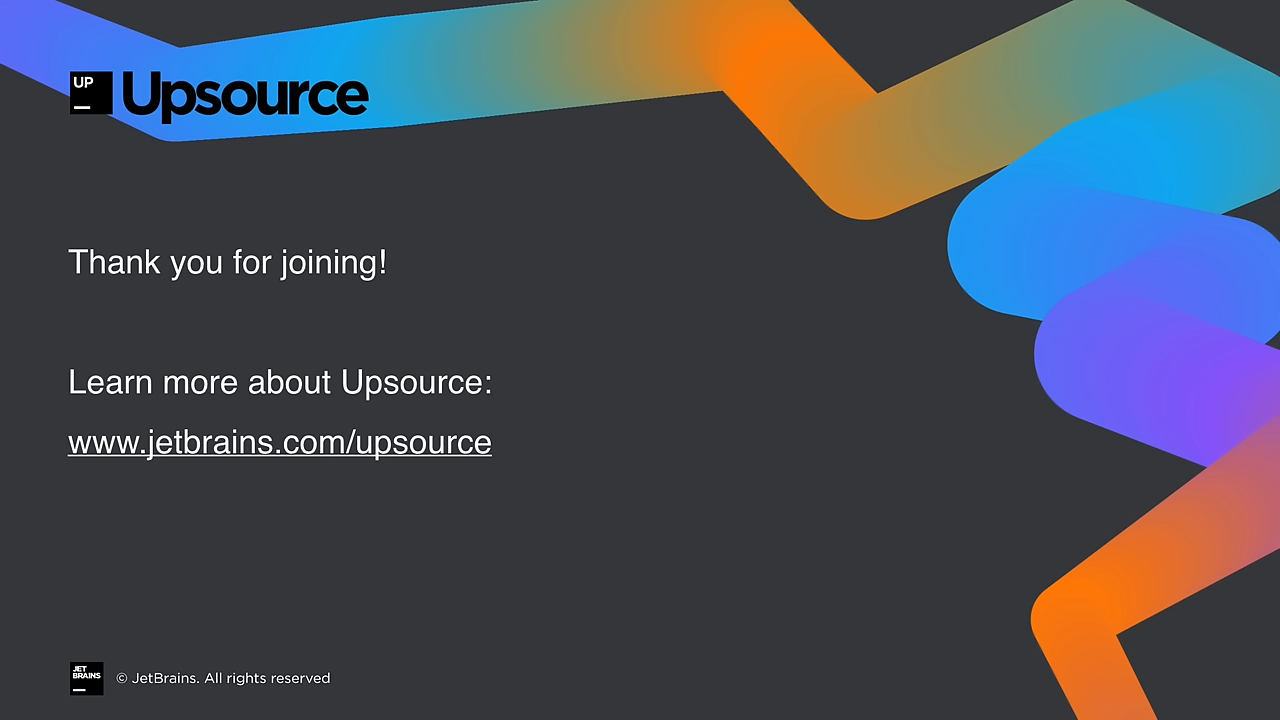 UP
Upsource
Thank you for joining!
Learn more about Upsource:
www.jetbrains.com/upsource
JET
BRAINS
© JetBrains. All rights reserved